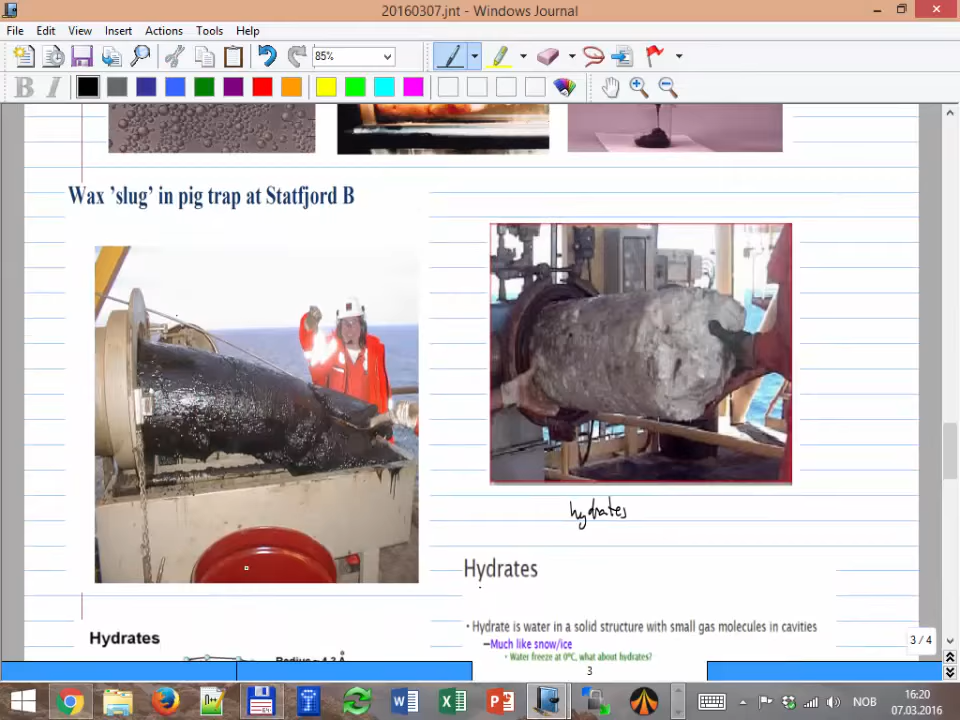 20160307.jnt - Windows Journal
File Edit View Insert Actions Tools Help
85%
B I
Wax 'slug' in pig trap at Statfjord B
hydrates
Hydrates
• Hydrate is water in a solid structure with small gas molecules in cavities
–Much like snow/ice
• Water freeze at 0ºC, what about hydrates?
Hydrates
3 / 4
3
NOB
16:20
07.03.2016